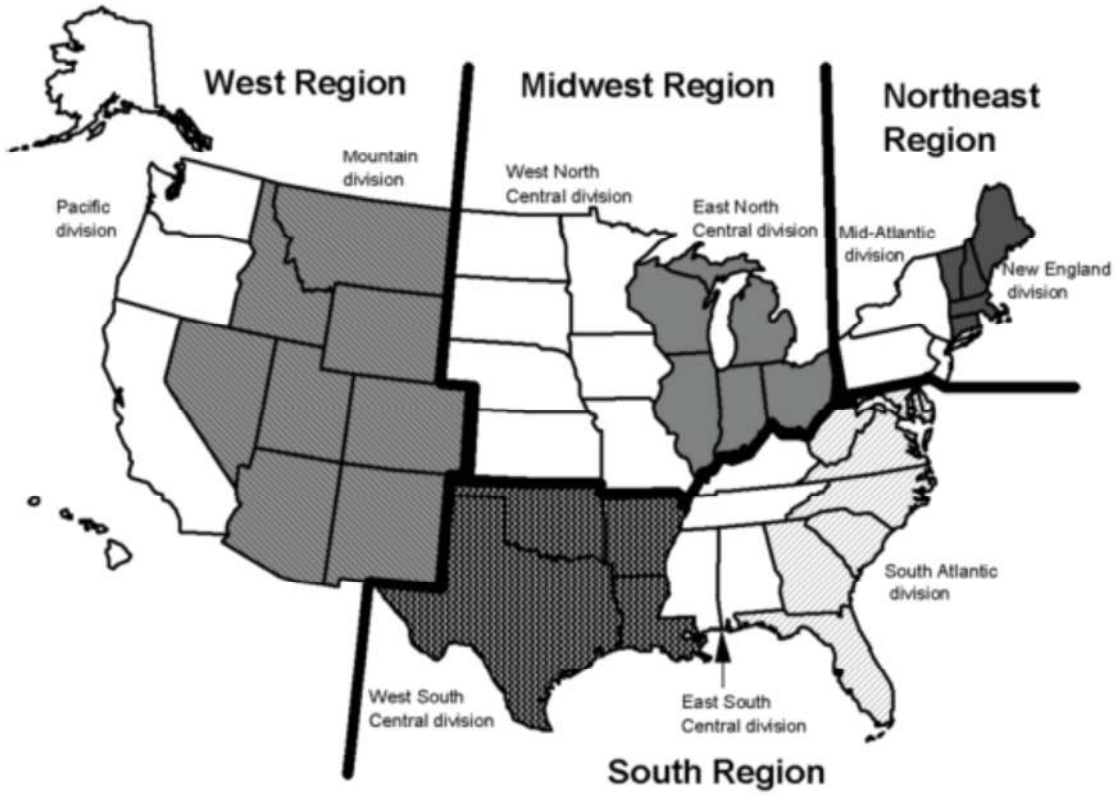 West Region
Midwest Region
Northeast
Region
Mountain
division
West North
Central division
Pacific
division
East North
Central division
Mid-Atlantic
division
New England
division
South Atlantic
division
West South
Central division
East South
Central division
South Region